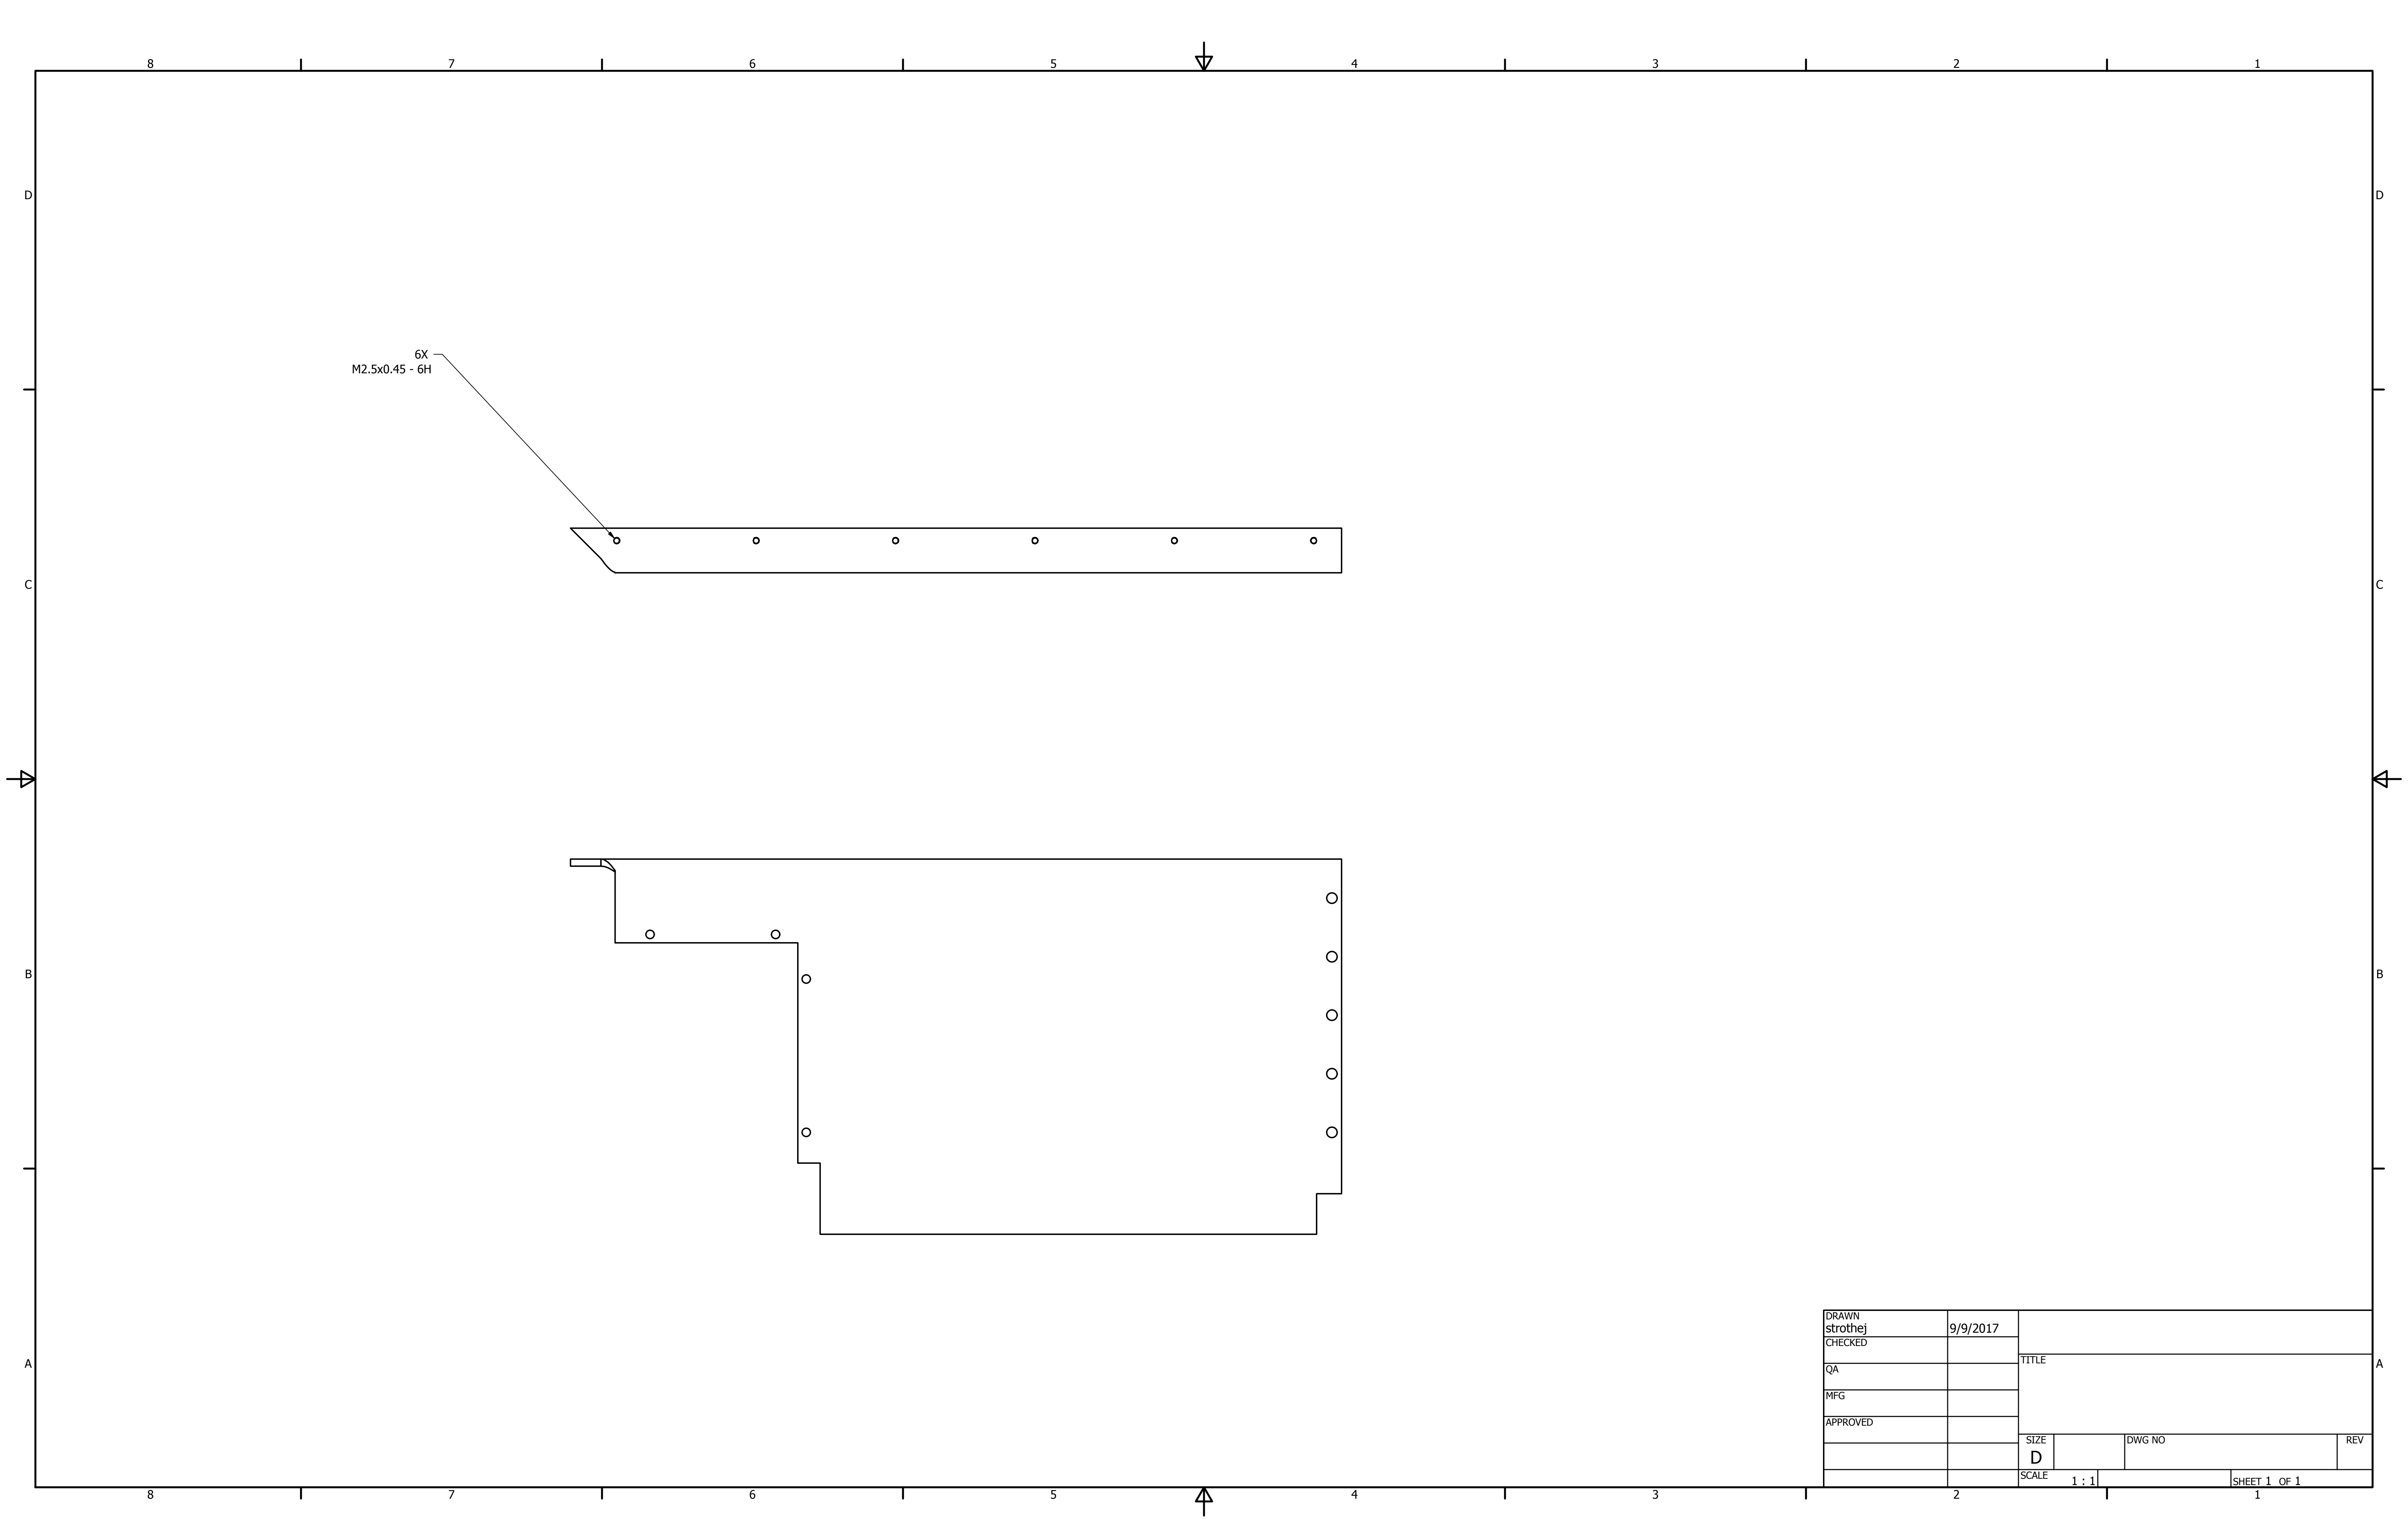 8 7 6 5 4 3 2 1
D D
6X
M2.5x0.45 - 6H
C C
B B
DRAWN
strothej 9/9/2017
CHECKED
TITLE
A A
QA
MFG
APPROVED
SIZE DWG NO REV
D
SCALE 1 : 1 SHEET 1 OF 1
8 7 6 5 4 3 2 1